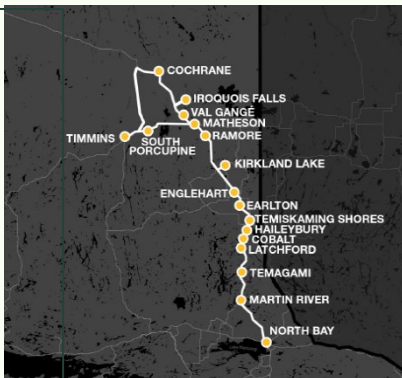 COCHRANE
IROQUOIS FALLS
VAL GANGÉ
MATHESON
TIMMINS
SOUTH
PORCUPINE
RAMORE
KIRKLAND LAKE
ENGLEHART
EARLTON
TEMISKAMING SHORES
HAILEYBURY
COBALT
LATCHFORD
TEMAGAMI
MARTIN RIVER
NORTH BAY